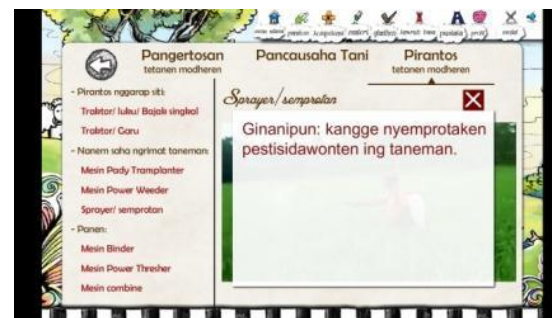 Pangertosan
tetanen modheren
Pancausaha Tani
Pirantos
tetanen modheren
- Pirantos nggarap siti:
Traktor/ luku/ Bajak singkal
Traktor/ Garu
- Nanem saha ngrimat taneman:
Mesin Pady Tramplanter
Mesin Power Weeder
Sprayer/ semprotan
- Panen:
Mesin Binder
Mesin Power Thresher
Mesin combine
Sprayer/ semprotan
Ginanipun: kangge nyemprotaken
pestisidawonten ing taneman.